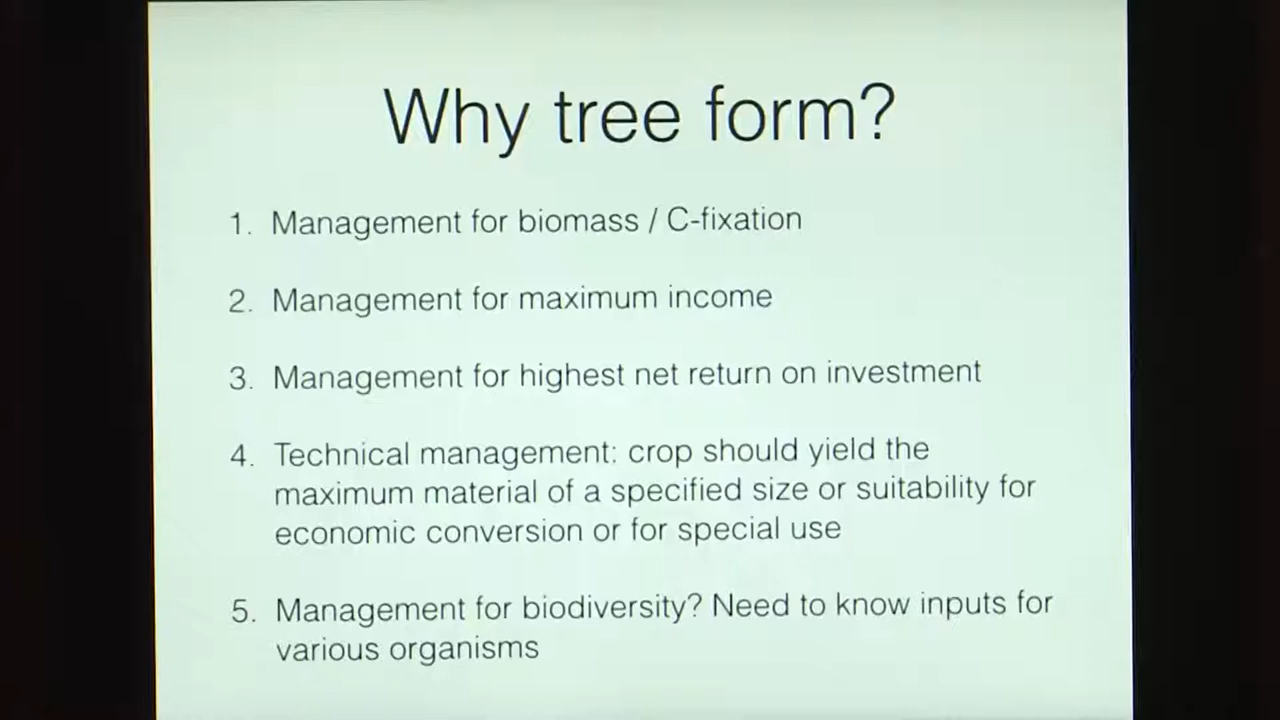 Why tree form?
1. Management for biomass / C-fixation
2. Management for maximum income
3. Management for highest net return on investment
4. Technical management: crop should yield the
maximum material of a specified size or suitability for
economic conversion or for special use
5. Management for biodiversity? Need to know inputs for
various organisms